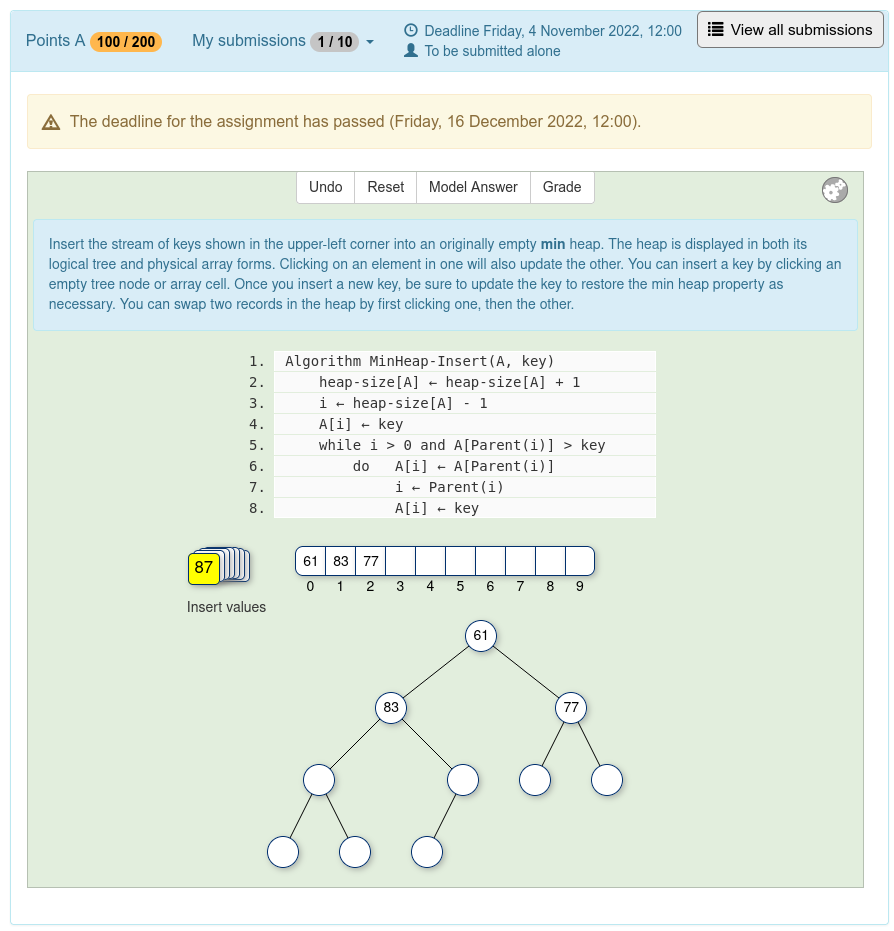 Points A 100 / 200 My submissions 1 / 10 Deadline Friday, 4 November 2022, 12:00 View all submissions
To be submitted alone
The deadline for the assignment has passed (Friday, 16 December 2022, 12:00).
Undo Reset Model Answer Grade
Insert the stream of keys shown in the upper-left corner into an originally empty min heap. The heap is displayed in both its
logical tree and physical array forms. Clicking on an element in one will also update the other. You can insert a key by clicking an
empty tree node or array cell. Once you insert a new key, be sure to update the key to restore the min heap property as
necessary. You can swap two records in the heap by first clicking one, then the other.
1. Algorithm MinHeap-Insert(A, key)
2. heap-size[A] ← heap-size[A] + 1
3. i ← heap-size[A] - 1
4. A[i] ← key
5. while i > 0 and A[Parent(i)] > key
6. do A[i] ← A[Parent(i)]
7. i ← Parent(i)
8. A[i] ← key
87 61 83 77
0 1 2 3 4 5 6 7 8 9
Insert values
61
83 77